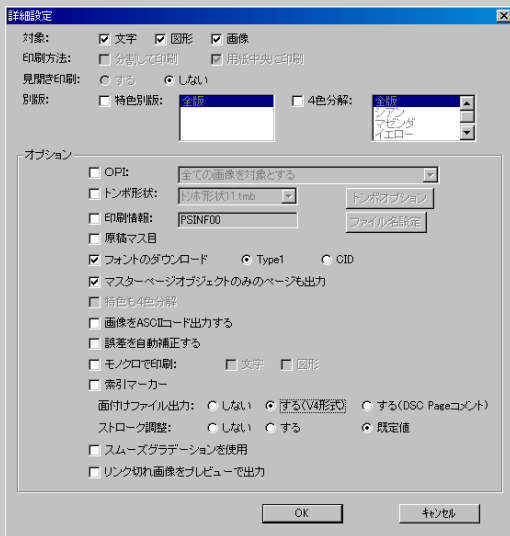 詳細設定
対象: 文字 図形 画像
印刷方法: 分割して印刷 用紙中央に印刷
見開き印刷: する しない
別版: 特色別版: 全版 4色分解: 全版
シアン
マゼンダ
イエロー
オプション
OPI: 全ての画像を対象とする
トンボ形状: トンボ形状11.tmb トンボオプション
印刷情報: PSINF00 ファイル名設定
原稿マス目
フォントのダウンロード Type1 CID
マスターページオブジェクトのみのページも出力
特色も4色分解
画像をASCIIコード出力する
誤差を自動補正する
モノクロで印刷: 文字 図形
索引マーカー
面付けファイル出力: しない する(V4形式) する(DSC Pageコメント)
ストローク調整: しない する 既定値
スムーズグラデーションを使用
リンク切れ画像をプレビューで出力
OK キャンセル